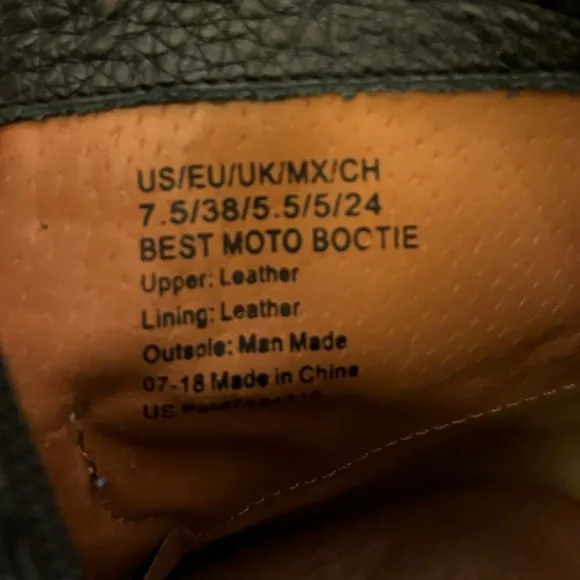 US/EU/UK/MX/CH
7.5/38/5.5/5/24
BEST MOTO BOOTIE
Upper: Leather
Lining: Leather
Outsole: Man Made
07-18 Made in China
US